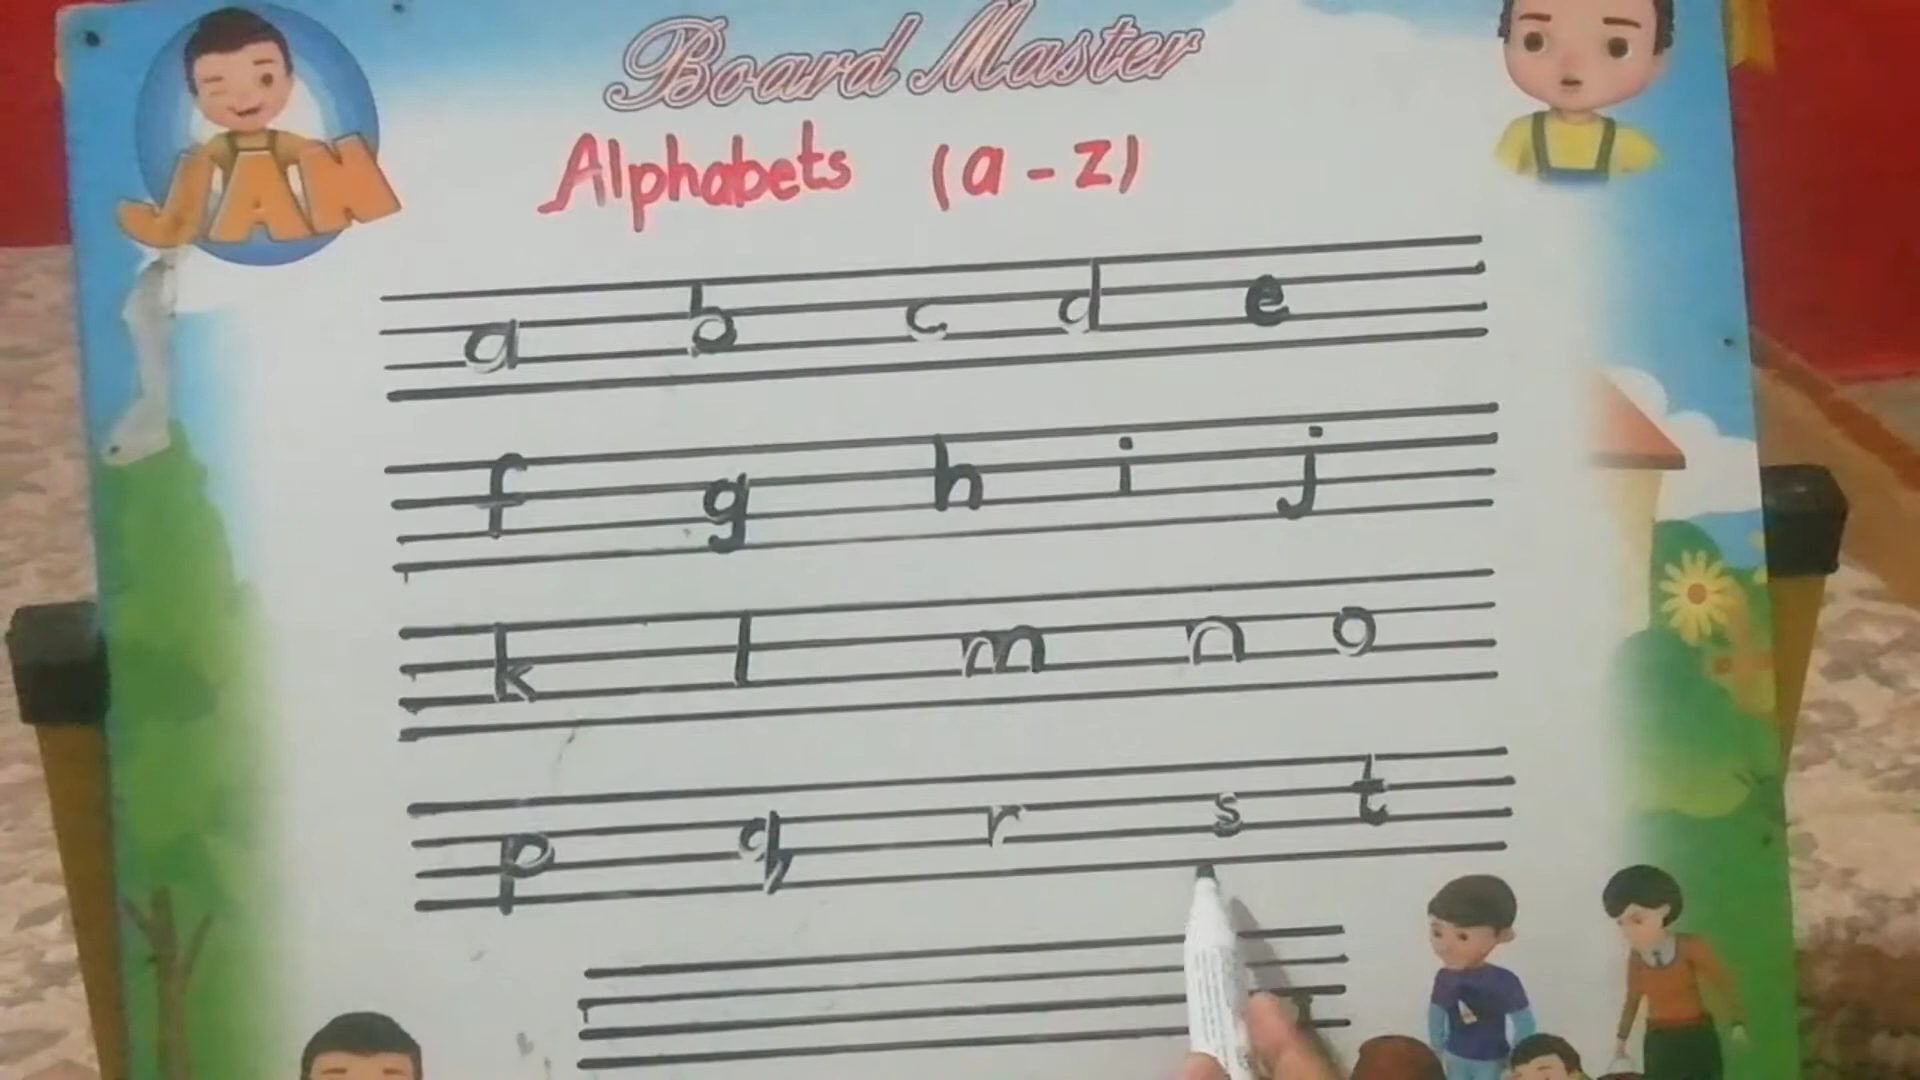 Board Master
JAN
Alphabets (a - z)
a b c d e
f g h i j
k l m n o
p q r s t